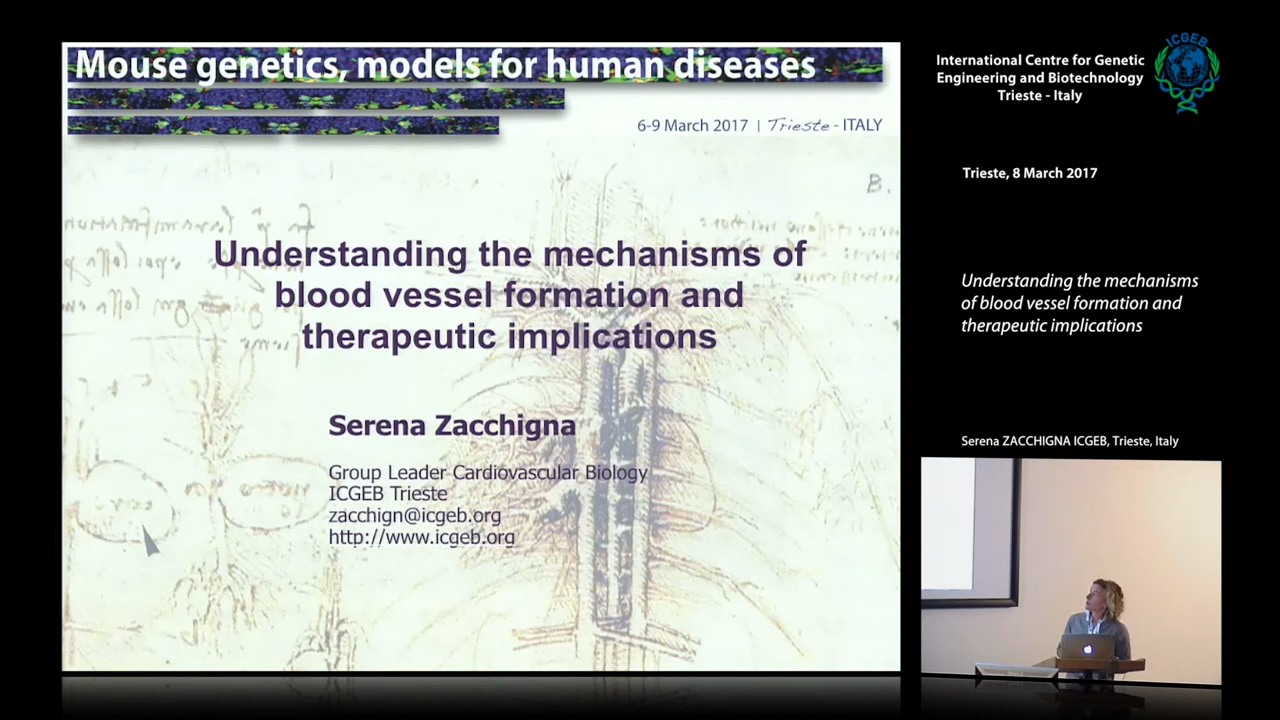 Mouse genetics, models for human diseases
6-9 March 2017 | Trieste - ITALY
B.
Understanding the mechanisms of
blood vessel formation and
therapeutic implications
Serena Zacchigna
Group Leader Cardiovascular Biology
ICGEB Trieste
zacchign@icgeb.org
http://www.icgeb.org
International Centre for Genetic
Engineering and Biotechnology
Trieste - Italy
ICGEB
Trieste, 8 March 2017
Understanding the mechanisms
of blood vessel formation and
therapeutic implications
Serena ZACCHIGNA ICGEB, Trieste, Italy